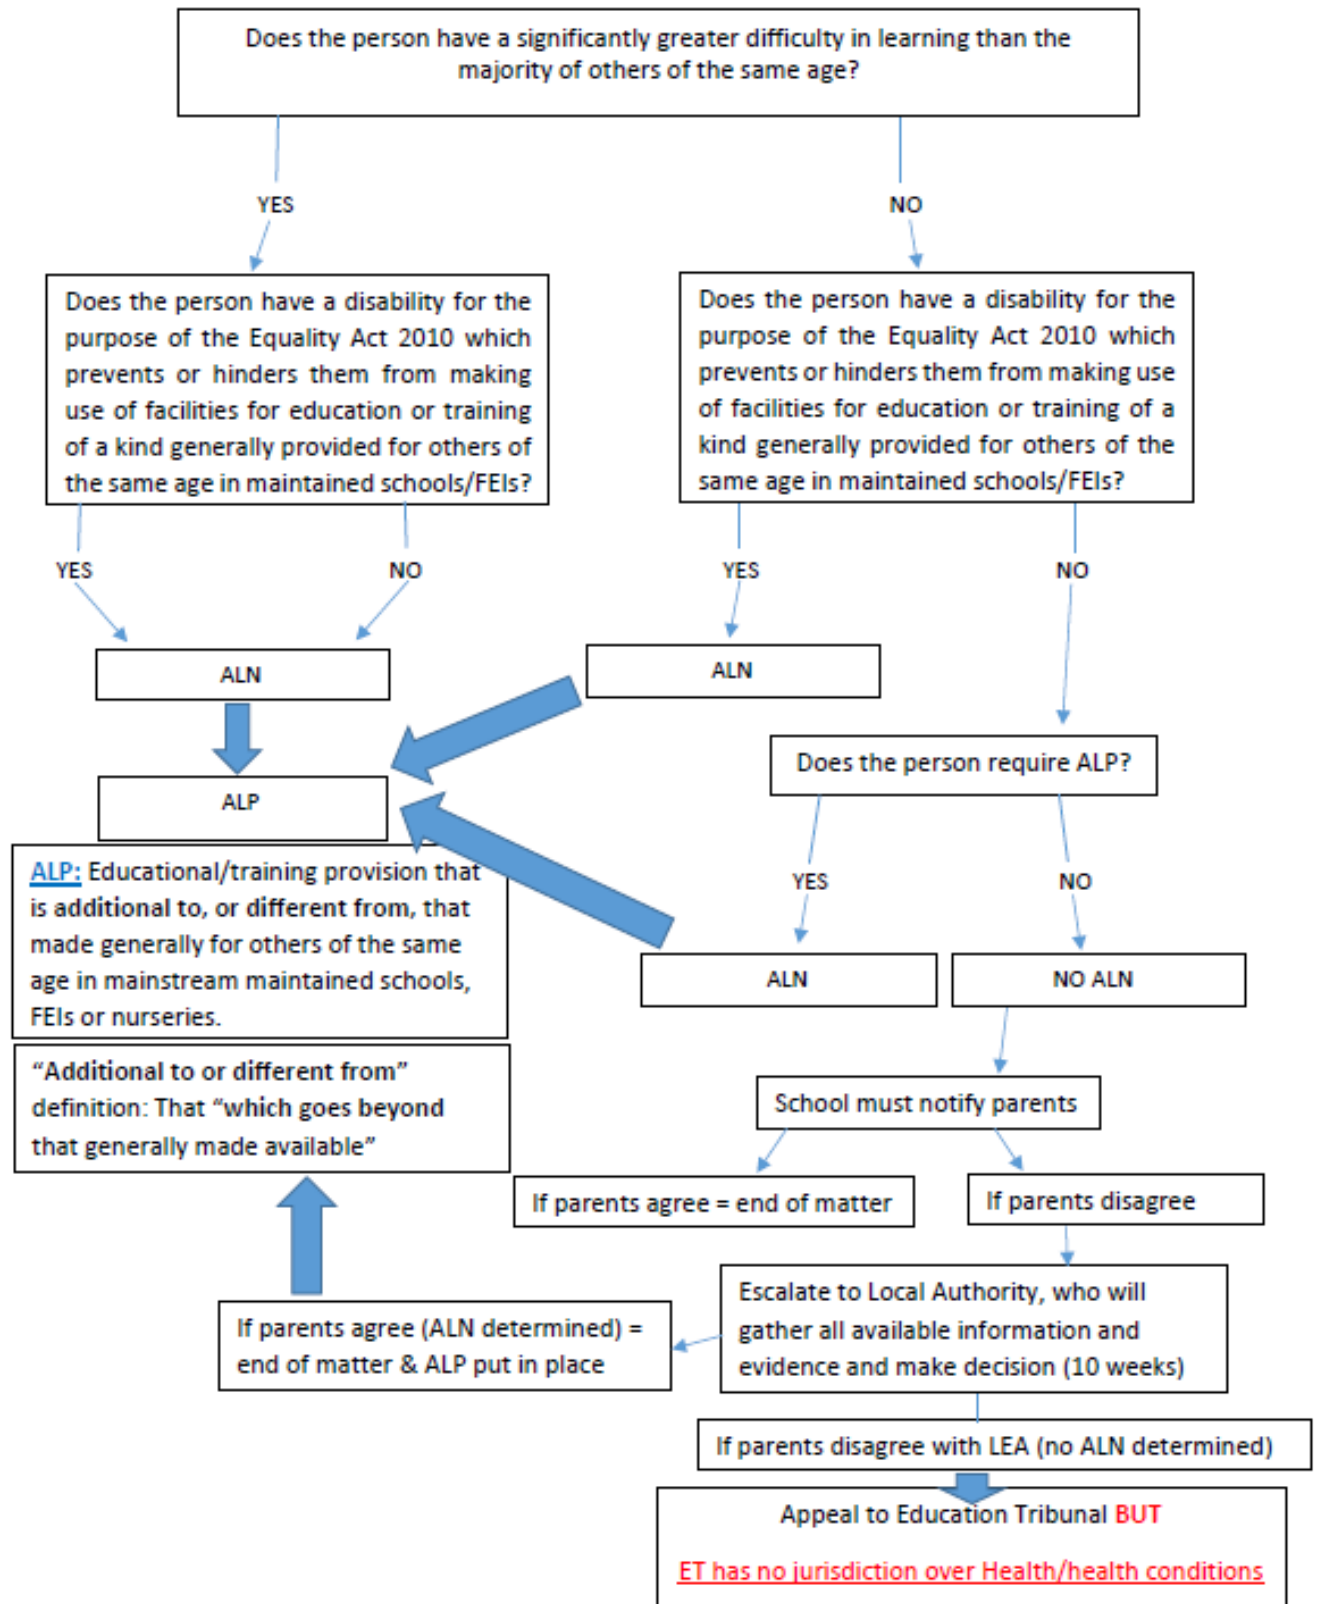 Does the person have a significantly greater difficulty in learning than the
majority of others of the same age?
YES
NO
Does the person have a disability for the
purpose of the Equality Act 2010 which
prevents or hinders them from making
use of facilities for education or training
of a kind generally provided for others of
the same age in maintained schools/FEIs?
Does the person have a disability for the
purpose of the Equality Act 2010 which
prevents or hinders them from making use
of facilities for education or training of a
kind generally provided for others of the
same age in maintained schools/FEIs?
YES
NO
YES
NO
ALN
ALN
Does the person require ALP?
ALP
ALP: Educational/training provision that
is additional to, or different from, that
made generally for others of the same
age in mainstream maintained schools,
FEIs or nurseries.
YES
NO
ALN
NO ALN
“Additional to or different from”
definition: That “which goes beyond
that generally made available”
School must notify parents
If parents agree = end of matter
If parents disagree
Escalate to Local Authority, who will
gather all available information and
evidence and make decision (10 weeks)
If parents agree (ALN determined) =
end of matter & ALP put in place
If parents disagree with LEA (no ALN determined)
Appeal to Education Tribunal BUT
ET has no jurisdiction over Health/health conditions